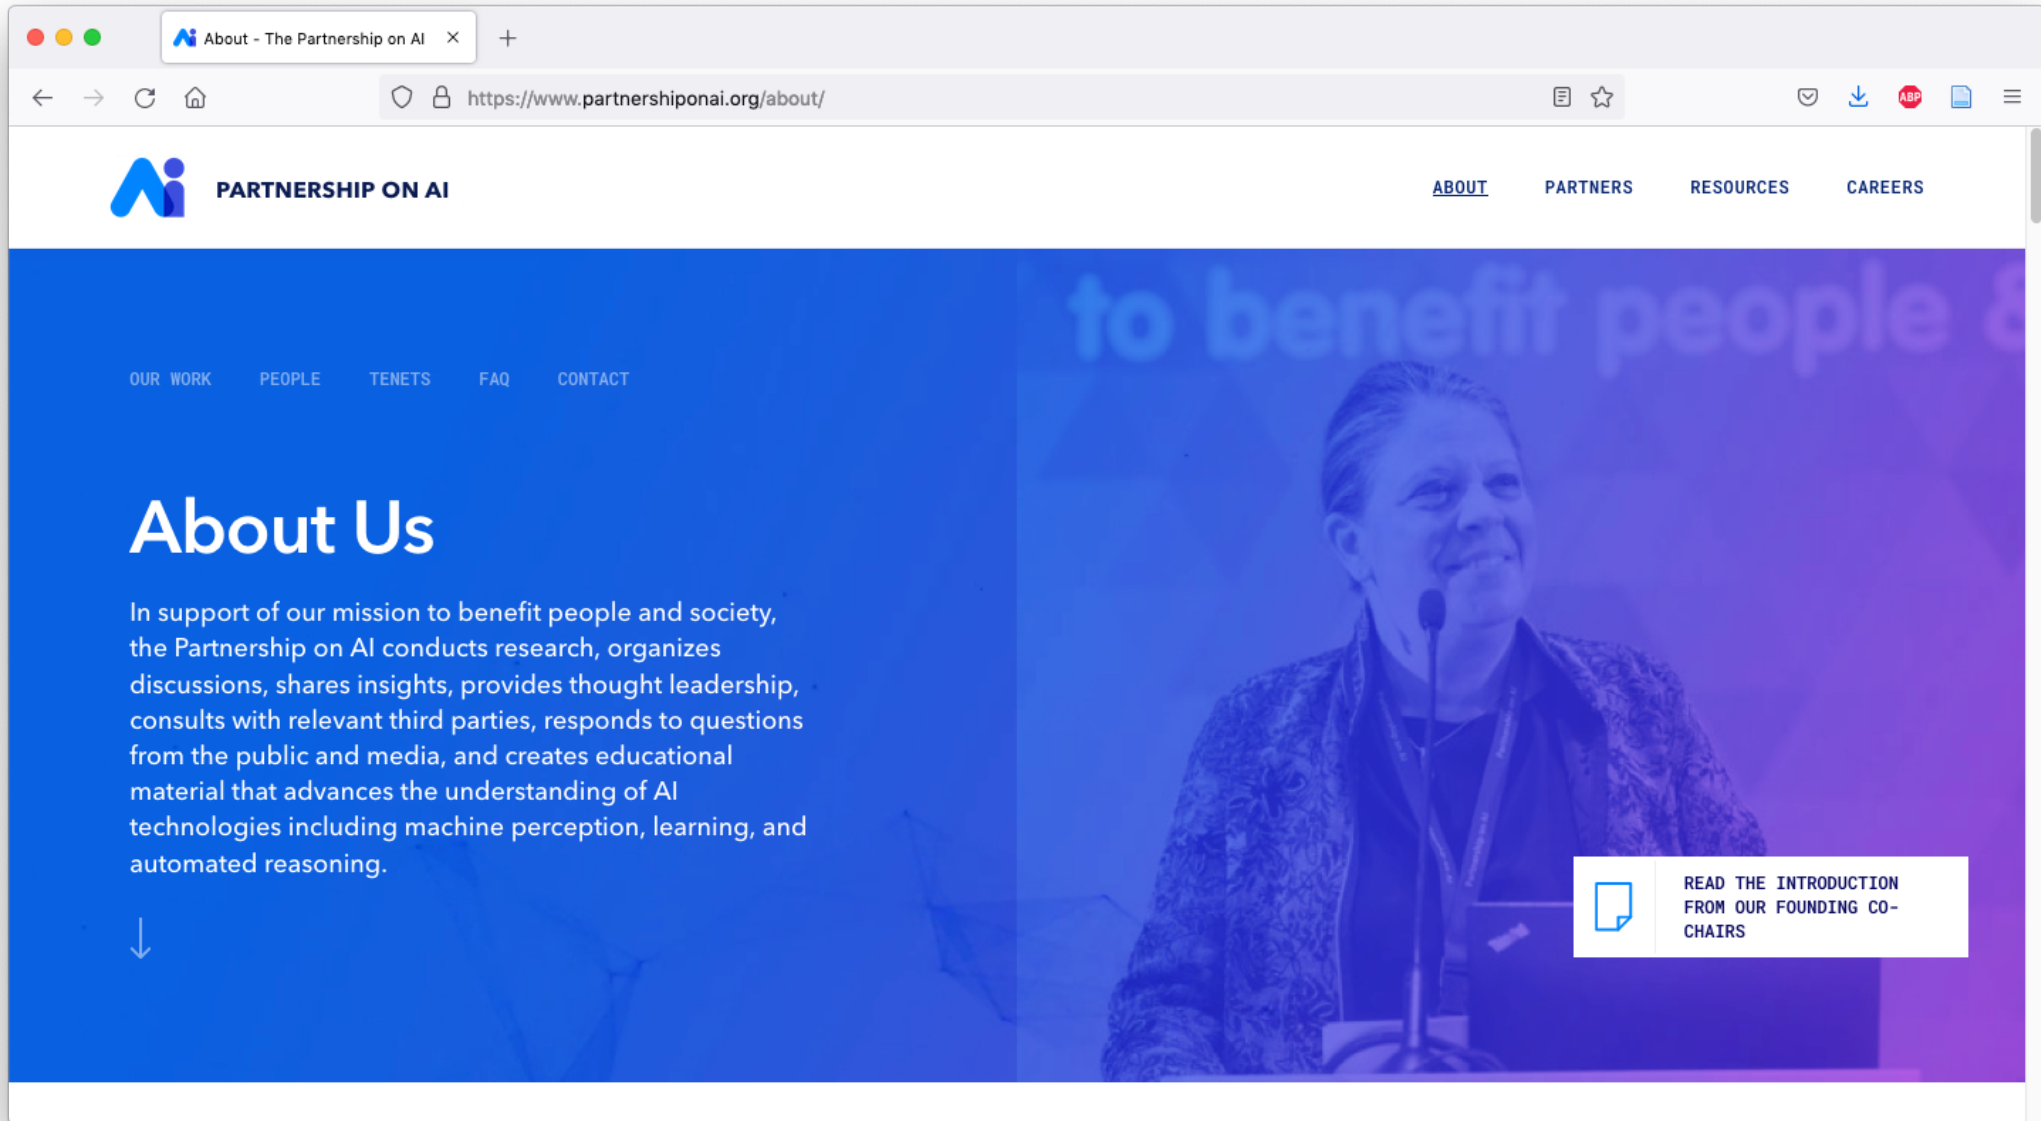 About - The Partnership on AI
https://www.partnershiponai.org/about/
ABP
Ai PARTNERSHIP ON AI
ABOUT PARTNERS RESOURCES CAREERS
to benefit people &
OUR WORK PEOPLE TENETS FAQ CONTACT
About Us
In support of our mission to benefit people and society,
the Partnership on AI conducts research, organizes
discussions, shares insights, provides thought leadership,
consults with relevant third parties, responds to questions
from the public and media, and creates educational
material that advances the understanding of AI
technologies including machine perception, learning, and
automated reasoning.
READ THE INTRODUCTION
FROM OUR FOUNDING CO-
CHAIRS